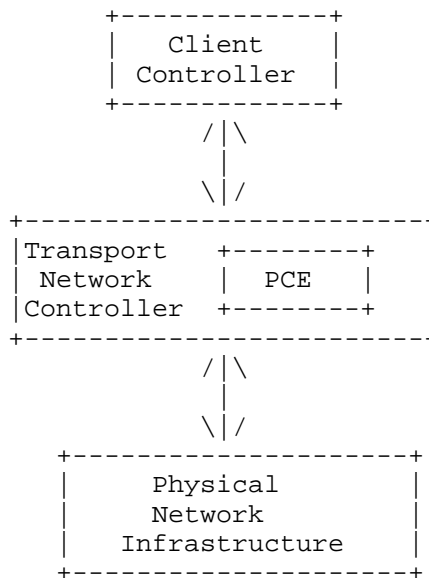 Client
Controller
Transport
Network PCE
Controller
Physical
Network
Infrastructure